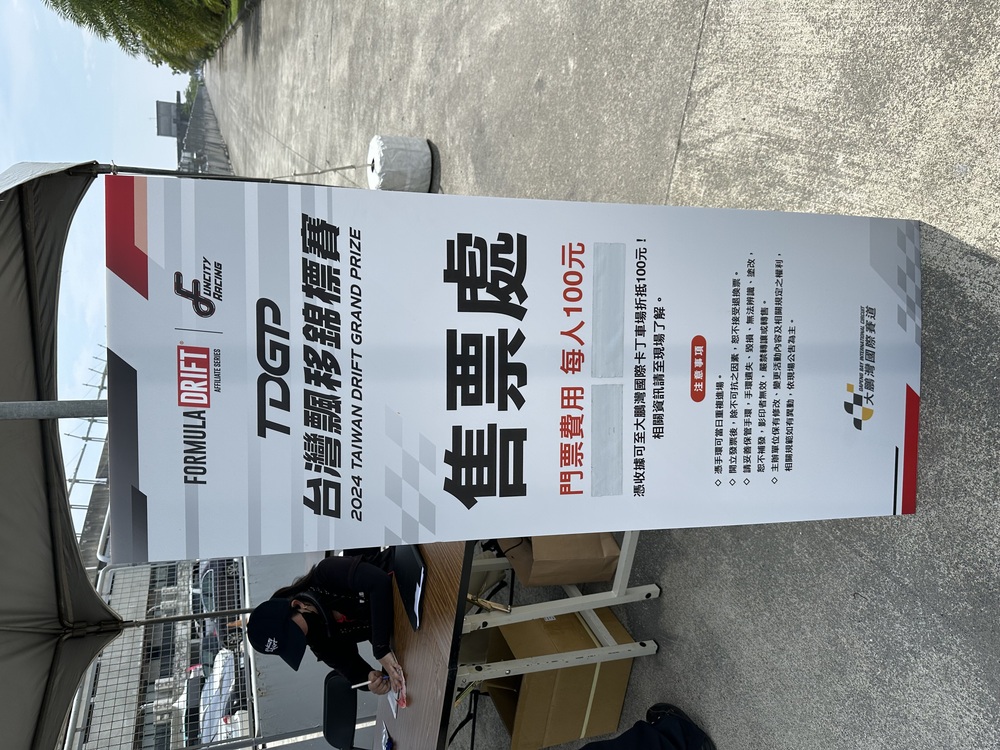 FORMULA DRIFT
AFFILIATE SERIES
UNCITY
RACING
TDGP
台灣飄移錦標賽
2024 TAIWAN DRIFT GRAND PRIZE
售票處
門票費用 每人100元
憑收據可至大鵬灣國際卡丁車場折抵100元！
相關資訊請至現場了解。
注意事項
◇ 憑手環可當日重複進場。
◇ 開立發票後，除不可抗之因素，恕不接受退換票。
◇ 請妥善保管手環，手環遺失、毀損、無法辨識、塗改，
恕不補發，影印者無效，嚴禁轉讓或轉售。
◇ 主辦單位保有修改、變更活動內容及相關規定之權利，
相關規範如有異動，依現場公告為主。
DAPENG BAY INTERNATIONAL CIRCUIT
大鵬灣國際賽道